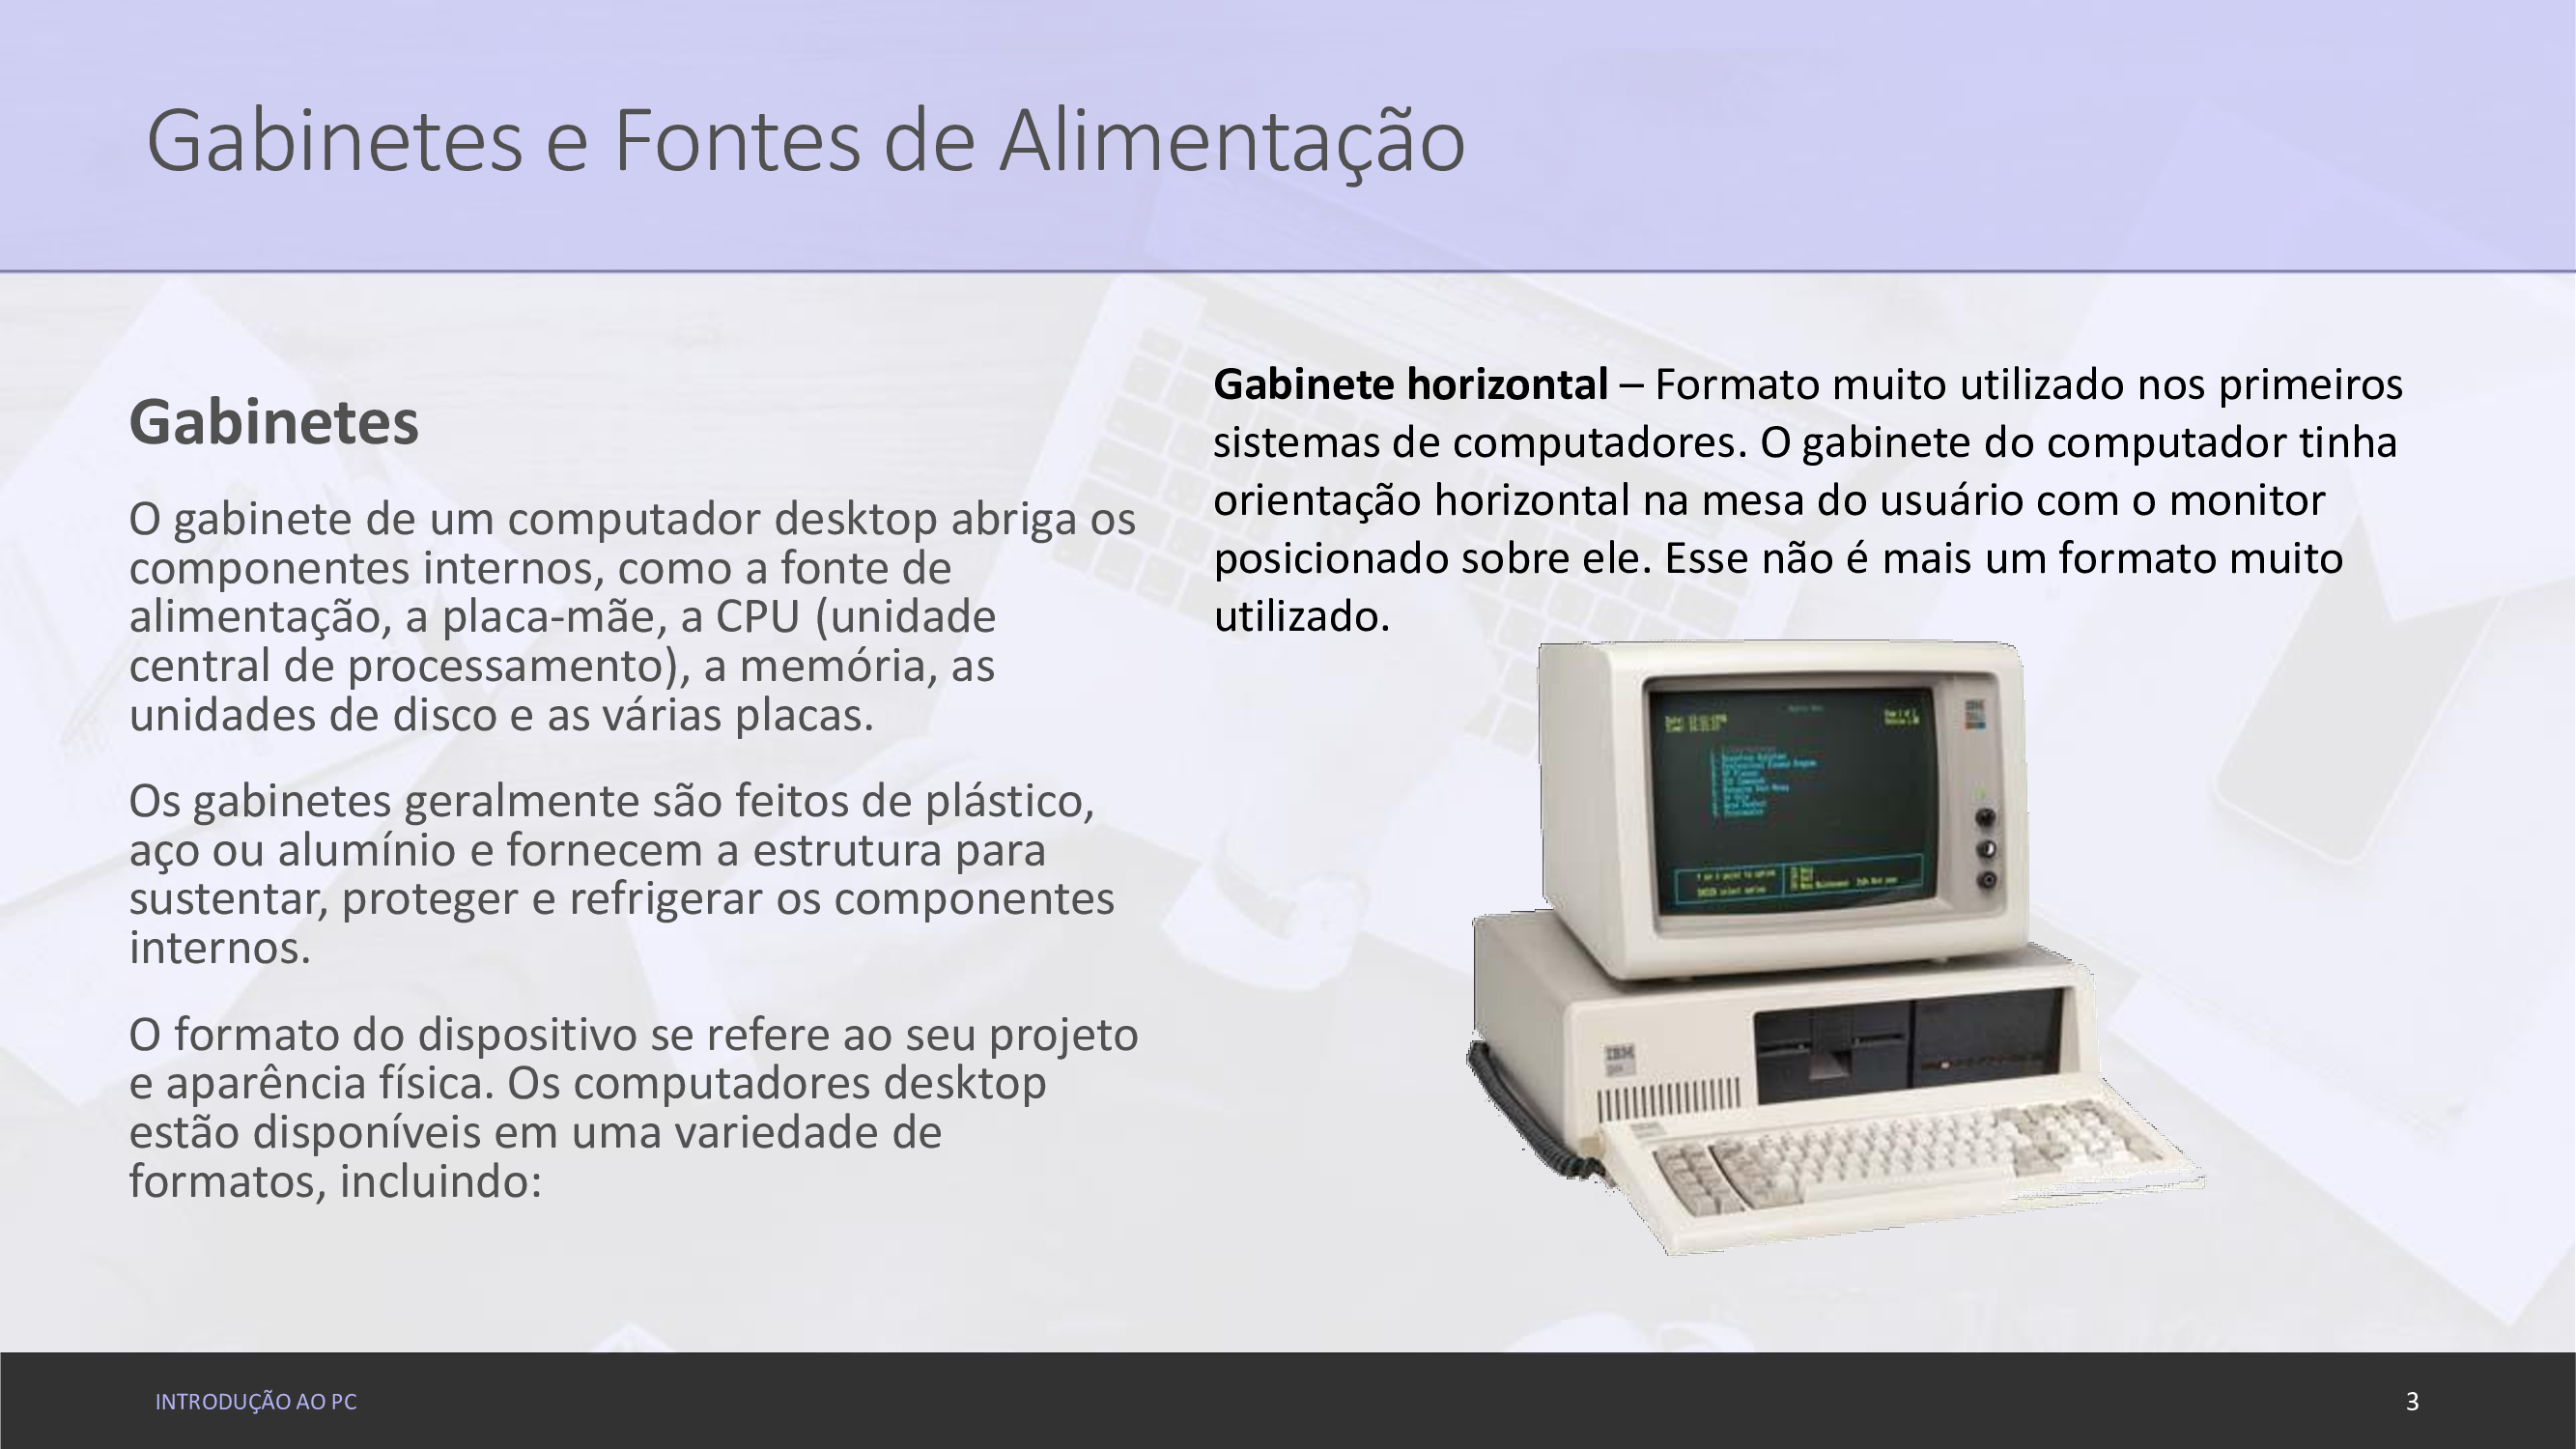 Gabinetes e Fontes de Alimentação
Gabinetes
O gabinete de um computador desktop abriga os
componentes internos, como a fonte de
alimentação, a placa-mãe, a CPU (unidade
central de processamento), a memória, as
unidades de disco e as várias placas.
Os gabinetes geralmente são feitos de plástico,
aço ou alumínio e fornecem a estrutura para
sustentar, proteger e refrigerar os componentes
internos.
O formato do dispositivo se refere ao seu projeto
e aparência física. Os computadores desktop
estão disponíveis em uma variedade de
formatos, incluindo:
Gabinete horizontal – Formato muito utilizado nos primeiros
sistemas de computadores. O gabinete do computador tinha
orientação horizontal na mesa do usuário com o monitor
posicionado sobre ele. Esse não é mais um formato muito
utilizado.
IBM
IBM
INTRODUÇÃO AO PC
3